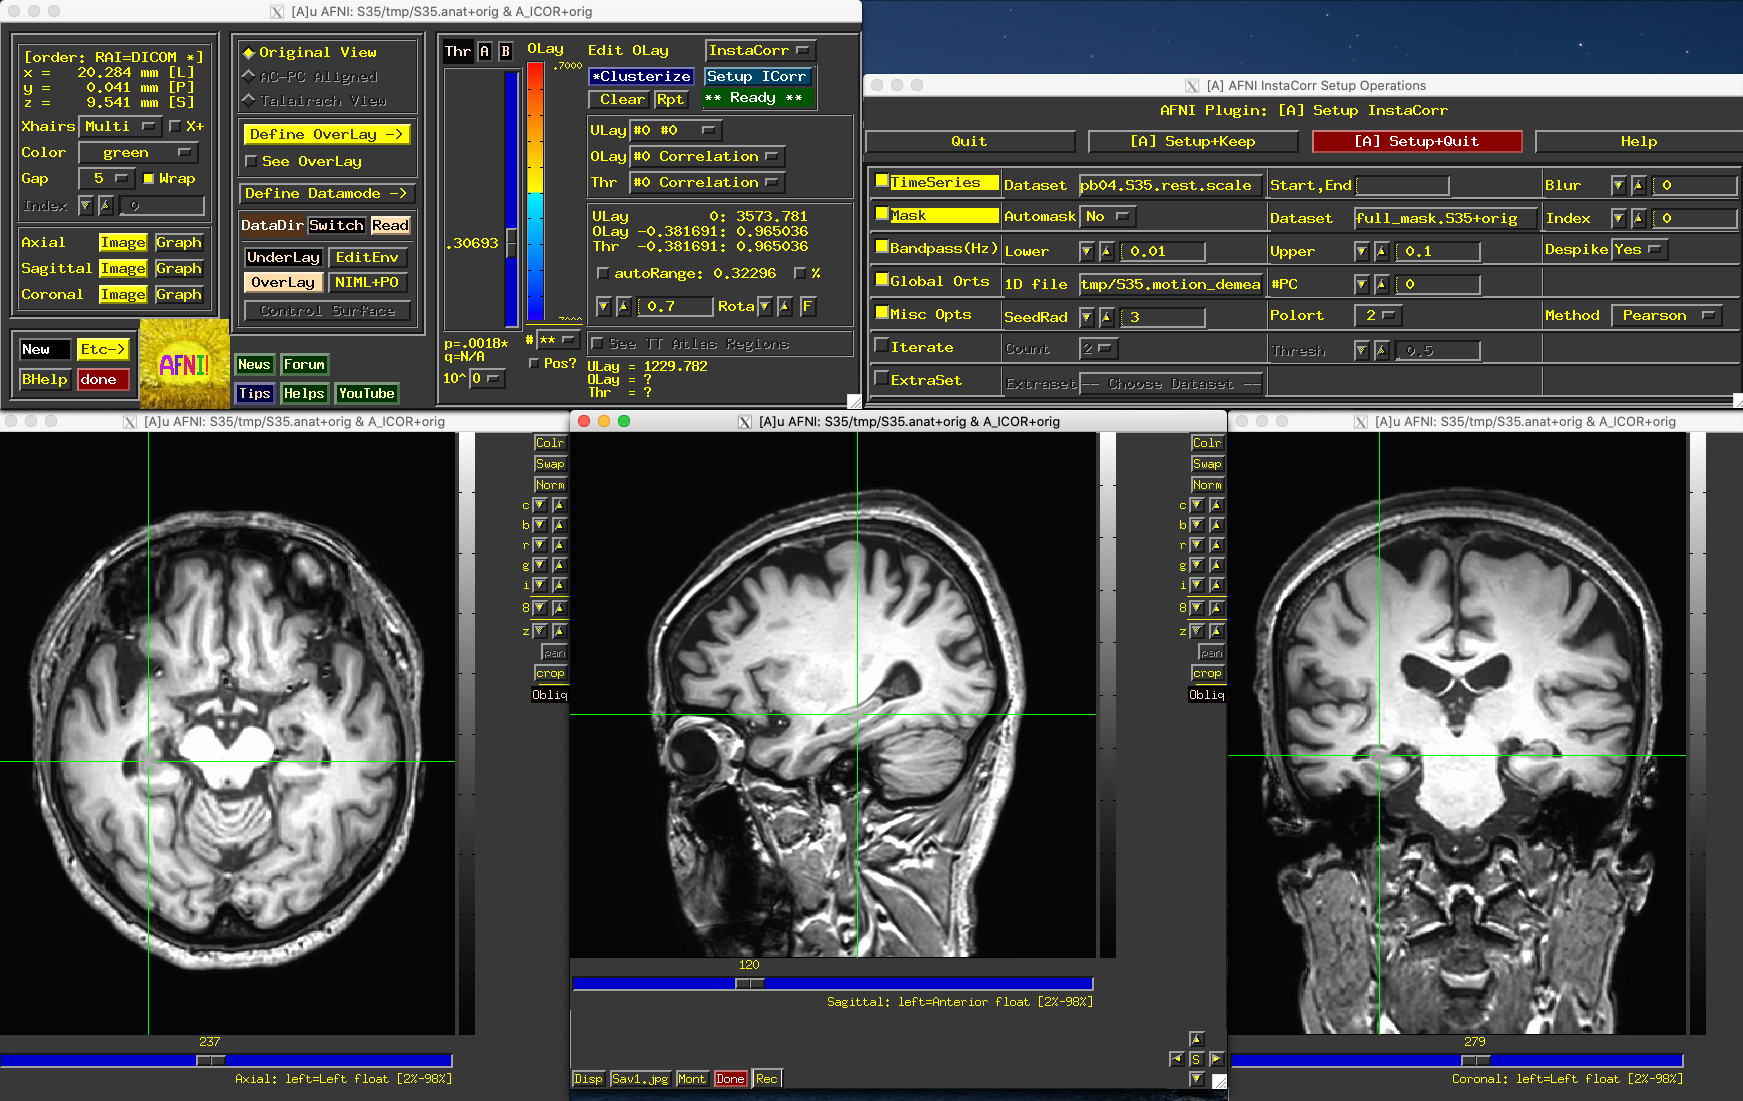 [A]u AFNI: S35/tmp/S35.anat+orig & A_ICOR+orig
[order: RAI=DICOM *]
x = 20.284 mm [L]
y = 0.041 mm [P]
z = 9.541 mm [S]
Xhairs Multi X+
Color green
Gap 5 Wrap
Index 0
Axial Image Graph
Sagittal Image Graph
Coronal Image Graph
New Etc->
BHelp done
AFNI!
Original View
AC-PC Aligned
Talairach View
Define OverLay ->
See OverLay
Define Datamode ->
DataDir Switch Read
UnderLay EditEnv
OverLay NIML+PO
Control Surface
News Forum
Tips Helps YouTube
Thr A B OLay
.7000
.30693
-.7000
p=.0018*
q=N/A
10^ 0
# **
Pos?
Edit OLay InstaCorr
*Clusterize Setup ICorr
Clear Rpt ** Ready **
ULay #0 #0
OLay #0 Correlation
Thr #0 Correlation
ULay 0: 3573.781
OLay -0.381691: 0.965036
Thr -0.381691: 0.965036
autoRange: 0.32296 %
0.7 Rota F
See TT Atlas Regions
ULay = 1229.782
OLay = ?
Thr = ?
[A] AFNI InstaCorr Setup Operations
AFNI Plugin: [A] Setup InstaCorr
Quit [A] Setup+Keep [A] Setup+Quit Help
TimeSeries Dataset pb04.S35.rest.scale Start,End Blur 0
Mask Automask No Dataset full_mask.S35+orig Index 0
Bandpass(Hz) Lower 0.01 Upper 0.1 Despike Yes
Global Orts 1D file tmp/S35.motion_demea #PC 0
Misc Opts SeedRad 3 Polort 2 Method Pearson
Iterate Count 2 Thresh 0.5
ExtraSet Extraset -- Choose Dataset --
[A]u AFNI: S35/tmp/S35.anat+orig & A_ICOR+orig
Colr
Swap
Norm
c
b
r
g
i
8
z
pan
crop
Obliq
237
Axial: left=Left float [2%-98%]
[A]u AFNI: S35/tmp/S35.anat+orig & A_ICOR+orig
Colr
Swap
Norm
c
b
r
g
i
8
z
pan
crop
Obliq
120
Sagittal: left=Anterior float [2%-98%]
S
Disp Sav1.jpg Mont Done Rec
[A]u AFNI: S35/tmp/S35.anat+orig & A_ICOR+orig
279
Coronal: left=Left float [2%-98%]